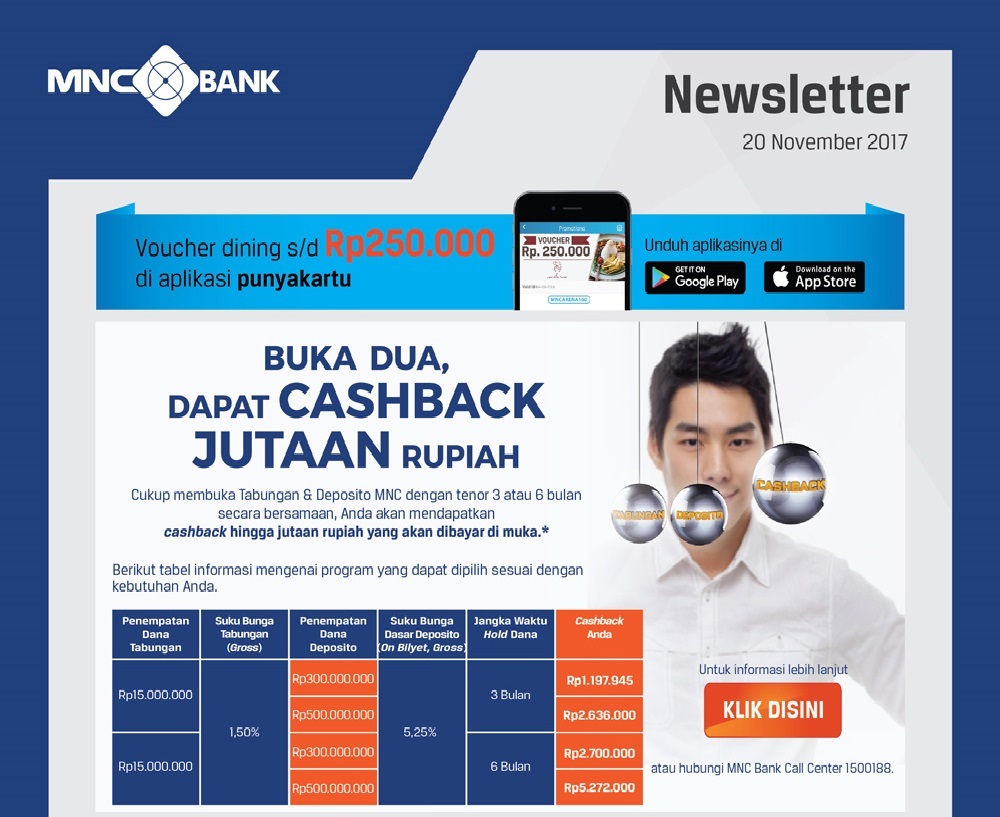 MNC BANK
Newsletter
20 November 2017
Voucher dining s/d Rp250.000
di aplikasi punyakartu
Promotions
VOUCHER
Rp. 250.000
Unduh aplikasinya di
GET IT ON
Google Play
Download on the
App Store
BUKA DUA,
DAPAT CASHBACK
JUTAAN RUPIAH
Cukup membuka Tabungan & Deposito MNC dengan tenor 3 atau 6 bulan
secara bersamaan, Anda akan mendapatkan
cashback hingga jutaan rupiah yang akan dibayar di muka.*
TABUNGAN
DEPOSITO
CASHBACK
Berikut tabel informasi mengenai program yang dapat dipilih sesuai dengan
kebutuhan Anda.
Penempatan
Dana
Tabungan
Suku Bunga
Tabungan
(Gross)
Penempatan
Dana
Deposito
Suku Bunga
Dasar Deposito
(On Bilyet, Gross)
Jangka Waktu
Hold Dana
Cashback
Anda
Rp15.000.000
1,50%
Rp300.000.000
5,25%
3 Bulan
Rp1.197.945
Rp500.000.000
Rp2.636.000
Rp15.000.000
Rp300.000.000
6 Bulan
Rp2.700.000
Rp500.000.000
Rp5.272.000
Untuk informasi lebih lanjut
KLIK DISINI
atau hubungi MNC Bank Call Center 1500188.